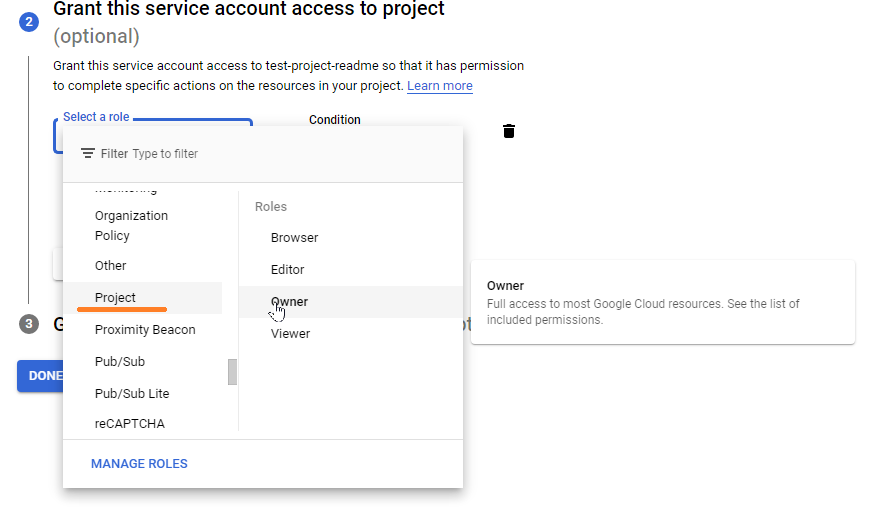 2
Grant this service account access to project
(optional)
Grant this service account access to test-project-readme so that it has permission
to complete specific actions on the resources in your project. Learn more
Select a role
Condition
Filter Type to filter
Monitoring
Organization
Policy
Other
Project
Proximity Beacon
Pub/Sub
Pub/Sub Lite
reCAPTCHA
Roles
Browser
Editor
Owner
Viewer
Owner
Full access to most Google Cloud resources. See the list of
included permissions.
3
G
DONE
MANAGE ROLES